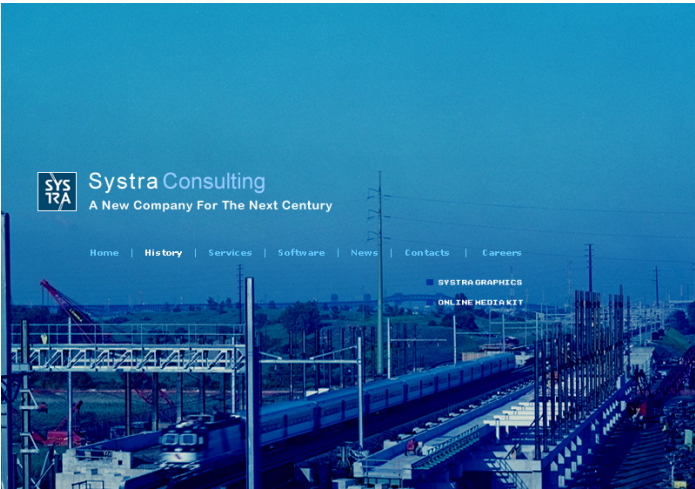 SYS
TRA
Systra Consulting
A New Company For The Next Century
Home | History | Services | Software | News | Contacts | Careers
SYSTRA GRAPHICS
ONLINE MEDIA KIT